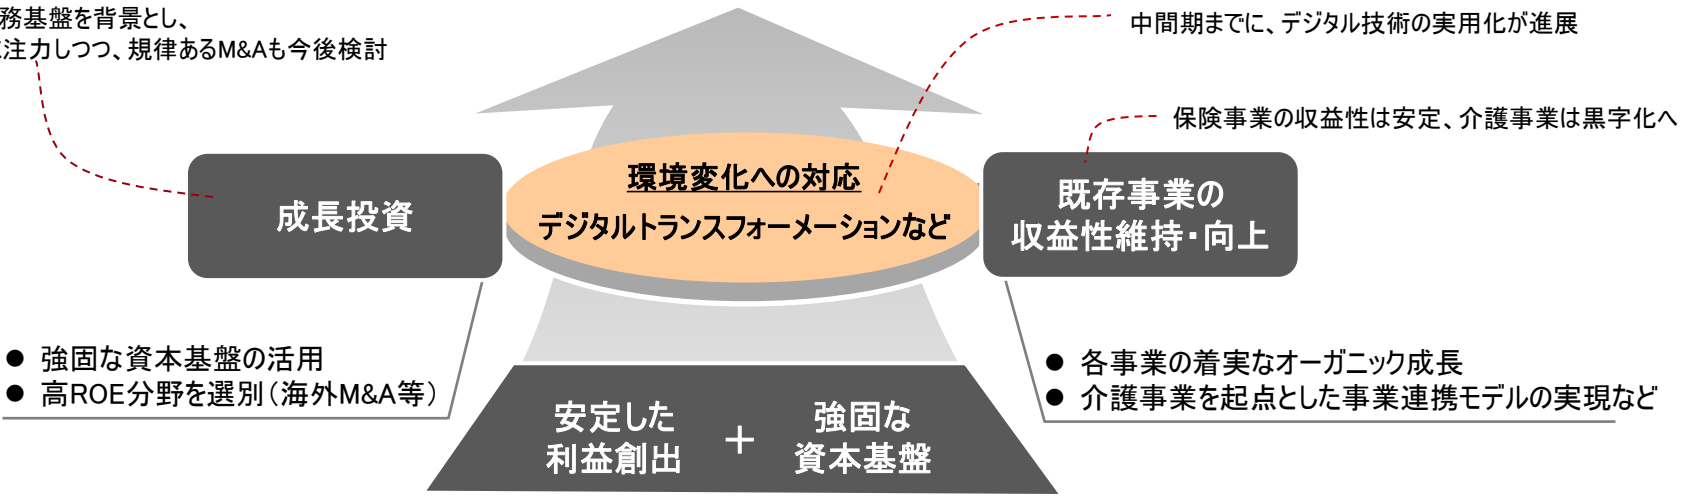 務基盤を背景とし、
注力しつつ、規律あるM&Aも今後検討
中間期までに、デジタル技術の実用化が進展
保険事業の収益性は安定、介護事業は黒字化へ
成長投資
環境変化への対応
デジタルトランスフォーメーションなど
既存事業の
収益性維持・向上
● 強固な資本基盤の活用
● 高ROE分野を選別(海外M&A等)
● 各事業の着実なオーガニック成長
● 介護事業を起点とした事業連携モデルの実現など
安定した
利益創出
＋
強固な
資本基盤